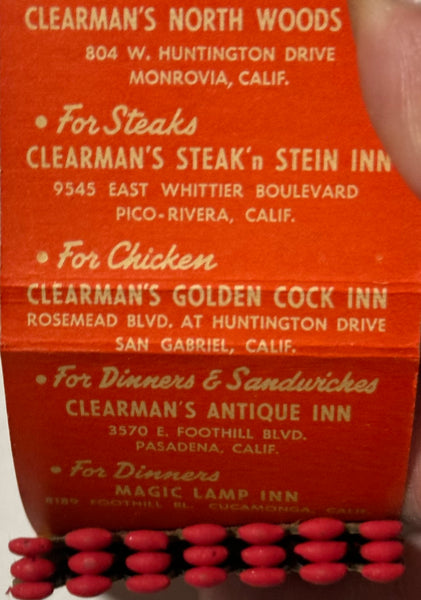 CLEARMAN'S NORTH WOODS
804 W. HUNTINGTON DRIVE
MONROVIA, CALIF.
• For Steaks
CLEARMAN'S STEAK'n STEIN INN
9545 EAST WHITTIER BOULEVARD
PICO-RIVERA, CALIF.
• For Chicken
CLEARMAN'S GOLDEN COCK INN
ROSEMEAD BLVD. AT HUNTINGTON DRIVE
SAN GABRIEL, CALIF.
• For Dinners & Sandwiches
CLEARMAN'S ANTIQUE INN
3570 E. FOOTHILL BLVD.
PASADENA, CALIF.
• For Dinners
MAGIC LAMP INN
8189 FOOTHILL BL. CUCAMONGA, CALIF.